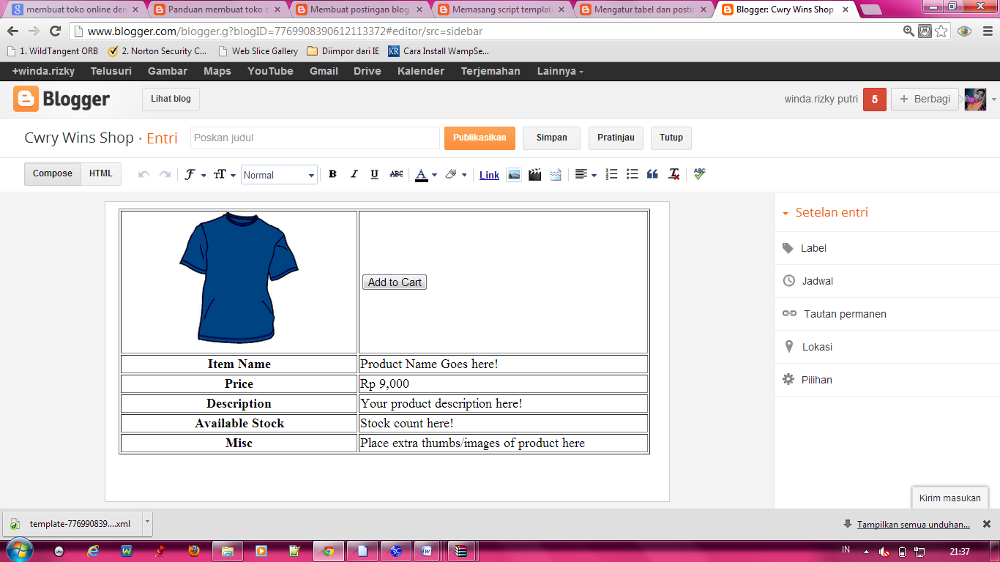 membuat toko online den
Panduan membuat toko o
Membuat postingan blog
Memasang script templat
Mengatur tabel dan postin
Blogger: Cwry Wins Shop
www.blogger.com/blogger.g?blogID=7769908390612113372#editor/src=sidebar
1. WildTangent ORB
2. Norton Security C...
Web Slice Gallery
Diimpor dari IE
KR Cara Install WampSe...
+winda.rizky Telusuri Gambar Maps YouTube Gmail Drive Kalender Terjemahan Lainnya
Blogger
Lihat blog
winda.rizky putri
5
+ Berbagi
Cwry Wins Shop · Entri
Poskan judul
Publikasikan
Simpan
Pratinjau
Tutup
Compose HTML
Normal
B I U ABC
A
Link
ABC
Add to Cart
Item Name Product Name Goes here!
Price Rp 9,000
Description Your product description here!
Available Stock Stock count here!
Misc Place extra thumbs/images of product here
Setelan entri
Label
Jadwal
Tautan permanen
Lokasi
Pilihan
Kirim masukan
template-776990839....xml
Tampilkan semua unduhan...
IN
21:37